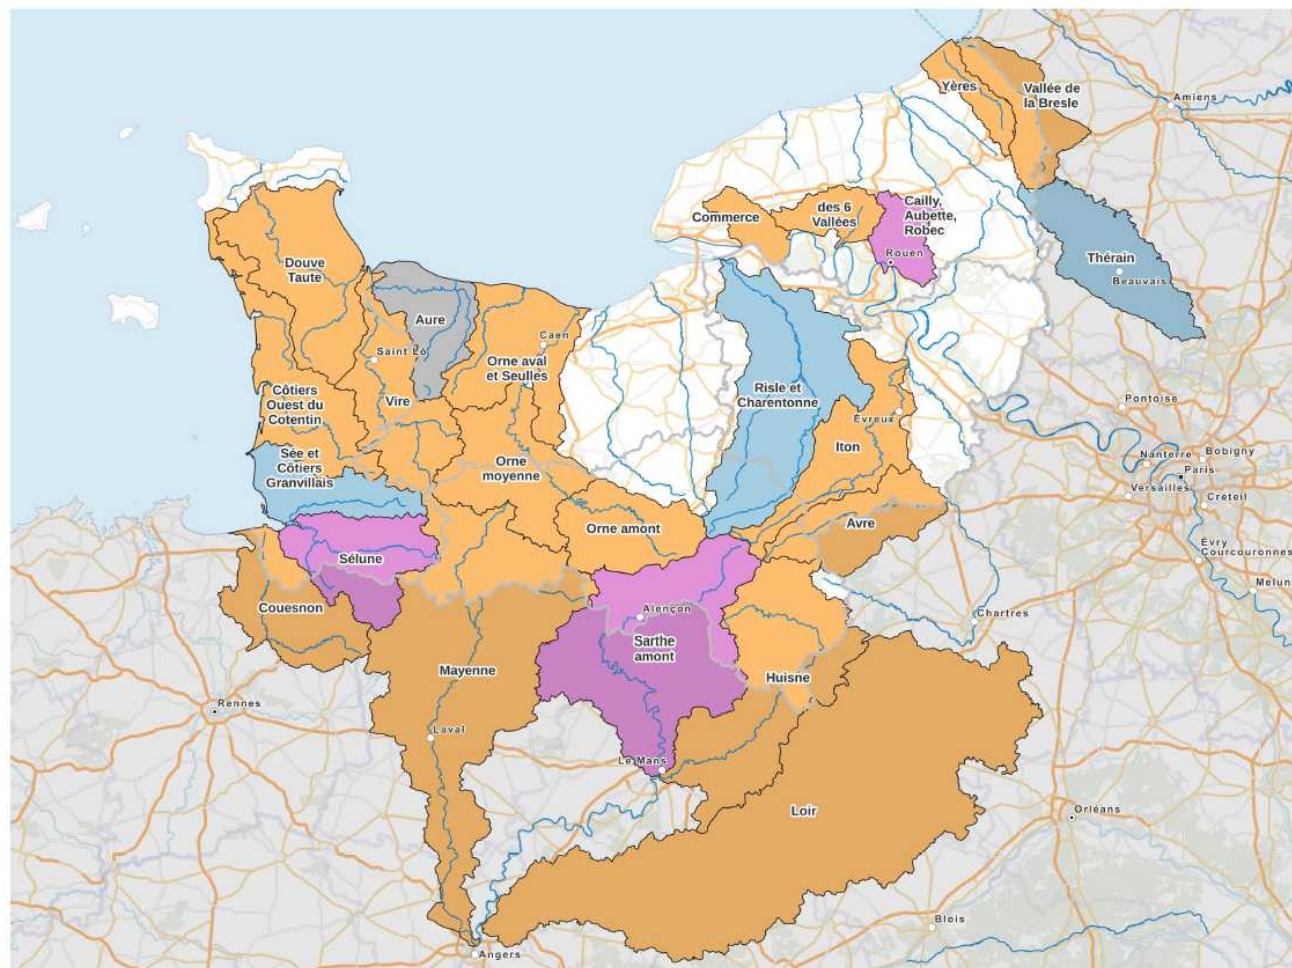 Yères
Vallée de
la Bresle
Amiens
Commerce
des 6
Vallées
Cailly,
Aubette,
Robec
Rouen
Thérain
Beauvais
Douve
Taute
Aure
Caen
Saint Lô
Orne aval
et Seulles
Risle et
Charentonne
Côtiers
Ouest du
Cotentin
Vire
Évreux
Iton
Pontoise
Sée et
Côtiers
Granvillais
Orne
moyenne
Nanterre
Bobigny
Paris
Versailles
Créteil
Orne amont
Avre
Évry
Courcouronnes
Sélune
Melun
Couesnon
Alençon
Chartres
Sarthe
amont
Mayenne
Huisne
Rennes
Laval
Le Mans
Loir
Orléans
Blois
Angers